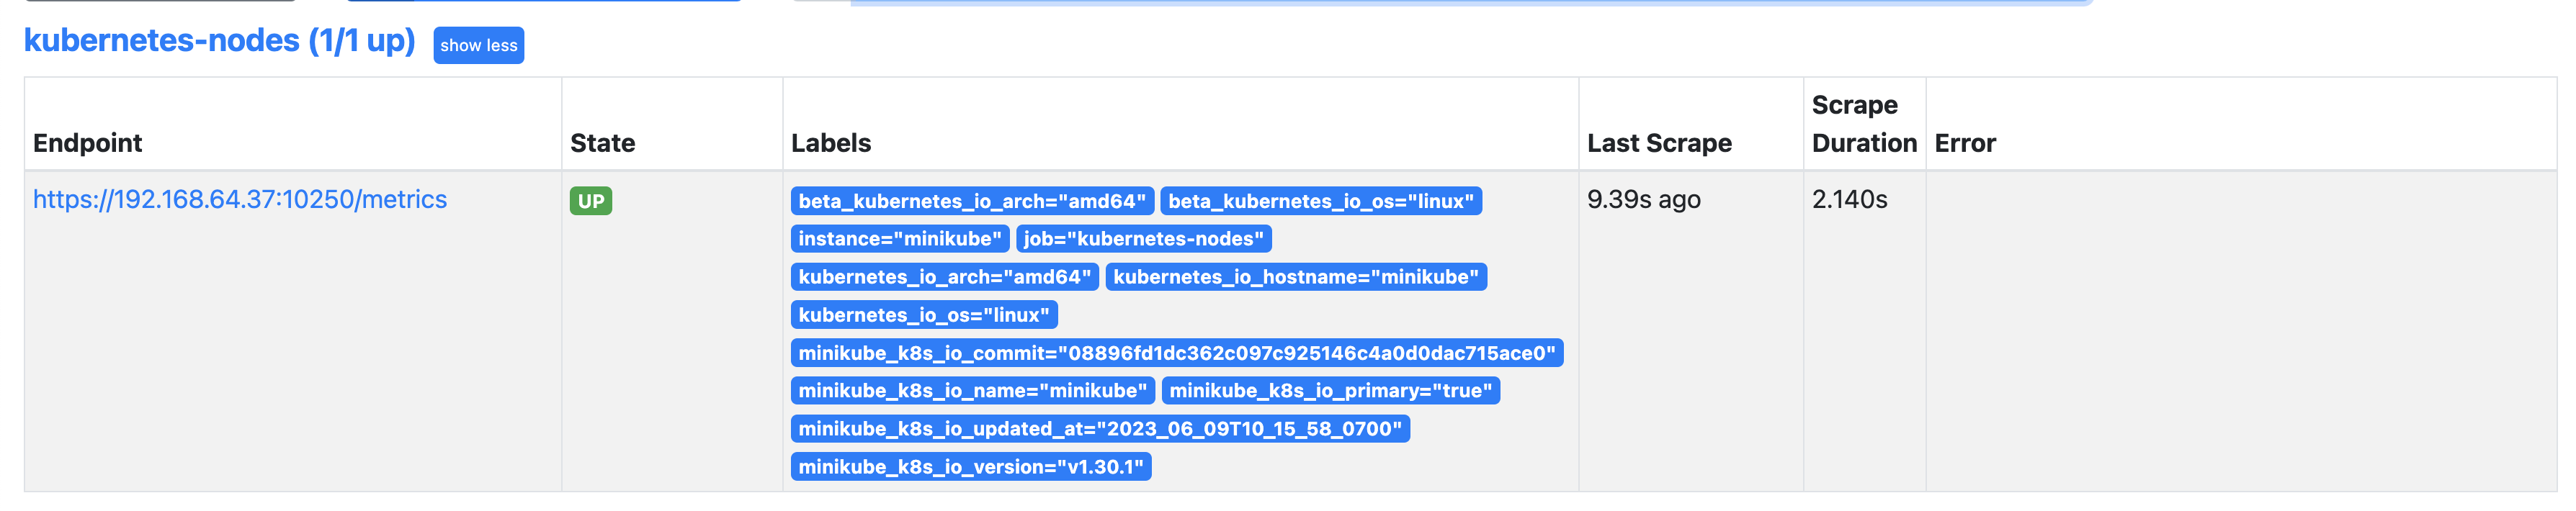 kubernetes-nodes (1/1 up) show less
Endpoint State Labels Last Scrape Scrape Duration Error
https://192.168.64.37:10250/metrics UP beta_kubernetes_io_arch="amd64" beta_kubernetes_io_os="linux" 9.39s ago 2.140s
instance="minikube" job="kubernetes-nodes"
kubernetes_io_arch="amd64" kubernetes_io_hostname="minikube"
kubernetes_io_os="linux"
minikube_k8s_io_commit="08896fd1dc362c097c925146c4a0d0dac715ace0"
minikube_k8s_io_name="minikube" minikube_k8s_io_primary="true"
minikube_k8s_io_updated_at="2023_06_09T10_15_58_0700"
minikube_k8s_io_version="v1.30.1"